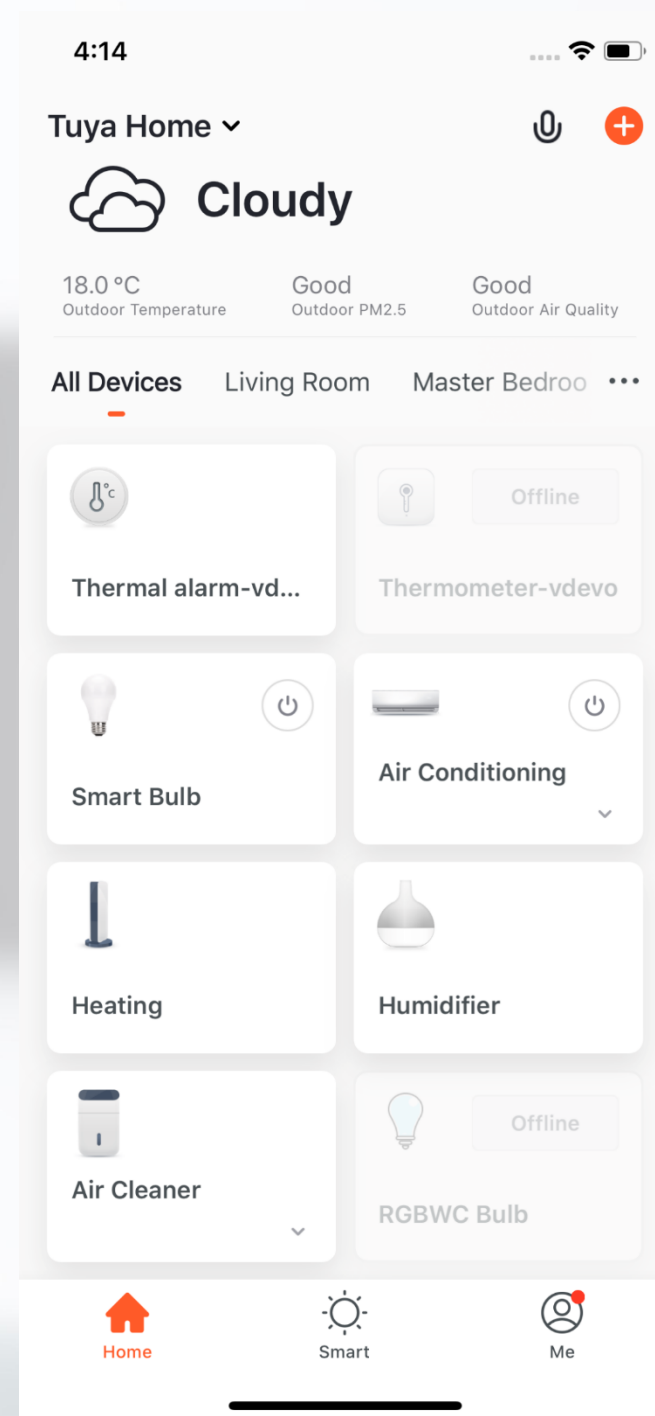 4:14
Tuya Home
Cloudy
18.0 °C Good Good
Outdoor Temperature Outdoor PM2.5 Outdoor Air Quality
All Devices Living Room Master Bedroo
°C
Offline
Thermal alarm-vd... Thermometer-vdevo
Smart Bulb Air Conditioning
Heating Humidifier
Air Cleaner
Offline
RGBWC Bulb
Home Smart Me